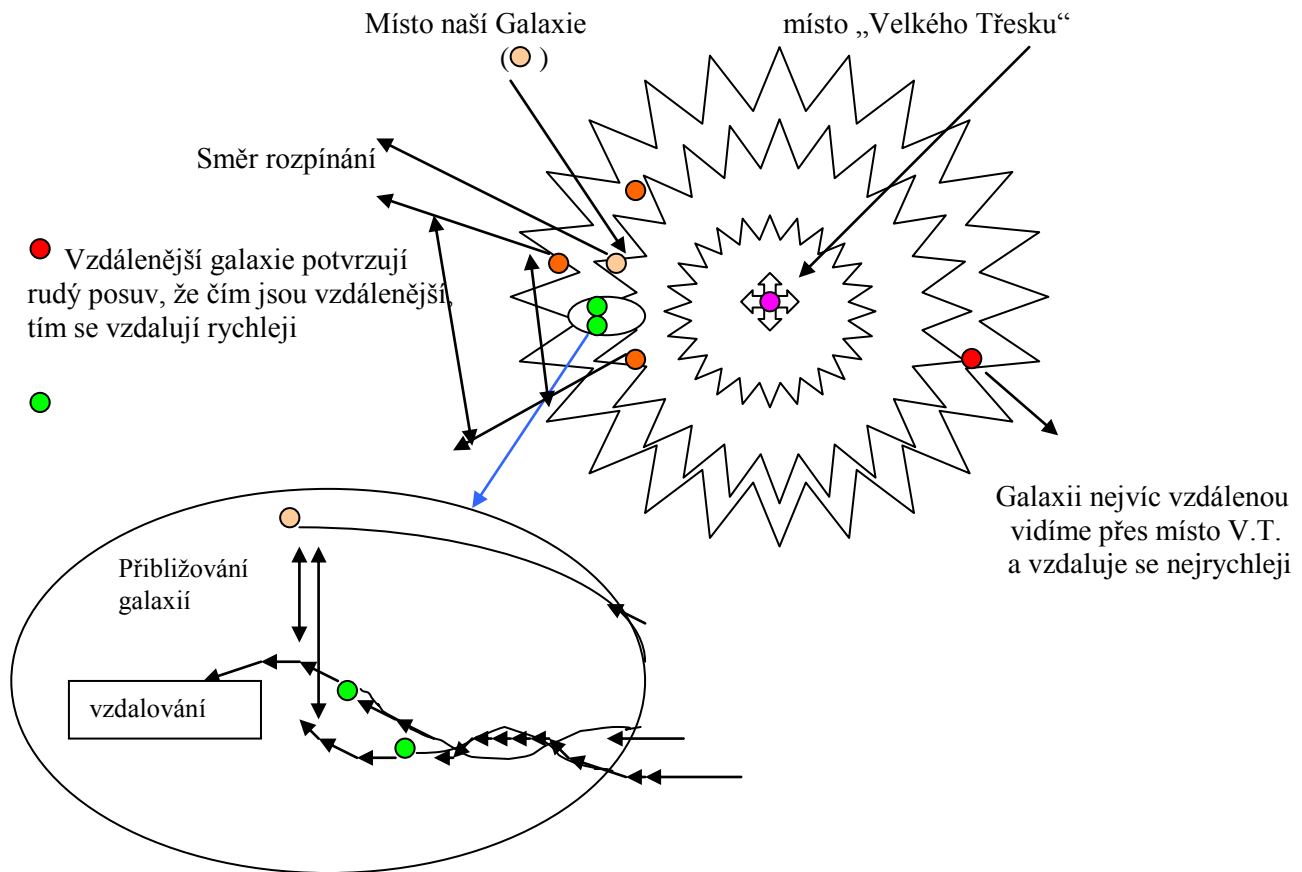 Místo naší Galaxie
( )
místo „Velkého Třesku“
Směr rozpínání
Vzdálenější galaxie potvrzují
rudý posuv, že čím jsou vzdálenější,
tím se vzdalují rychleji
Galaxii nejvíc vzdálenou
vidíme přes místo V.T.
a vzdaluje se nejrychleji
Přibližování
galaxií
vzdalování